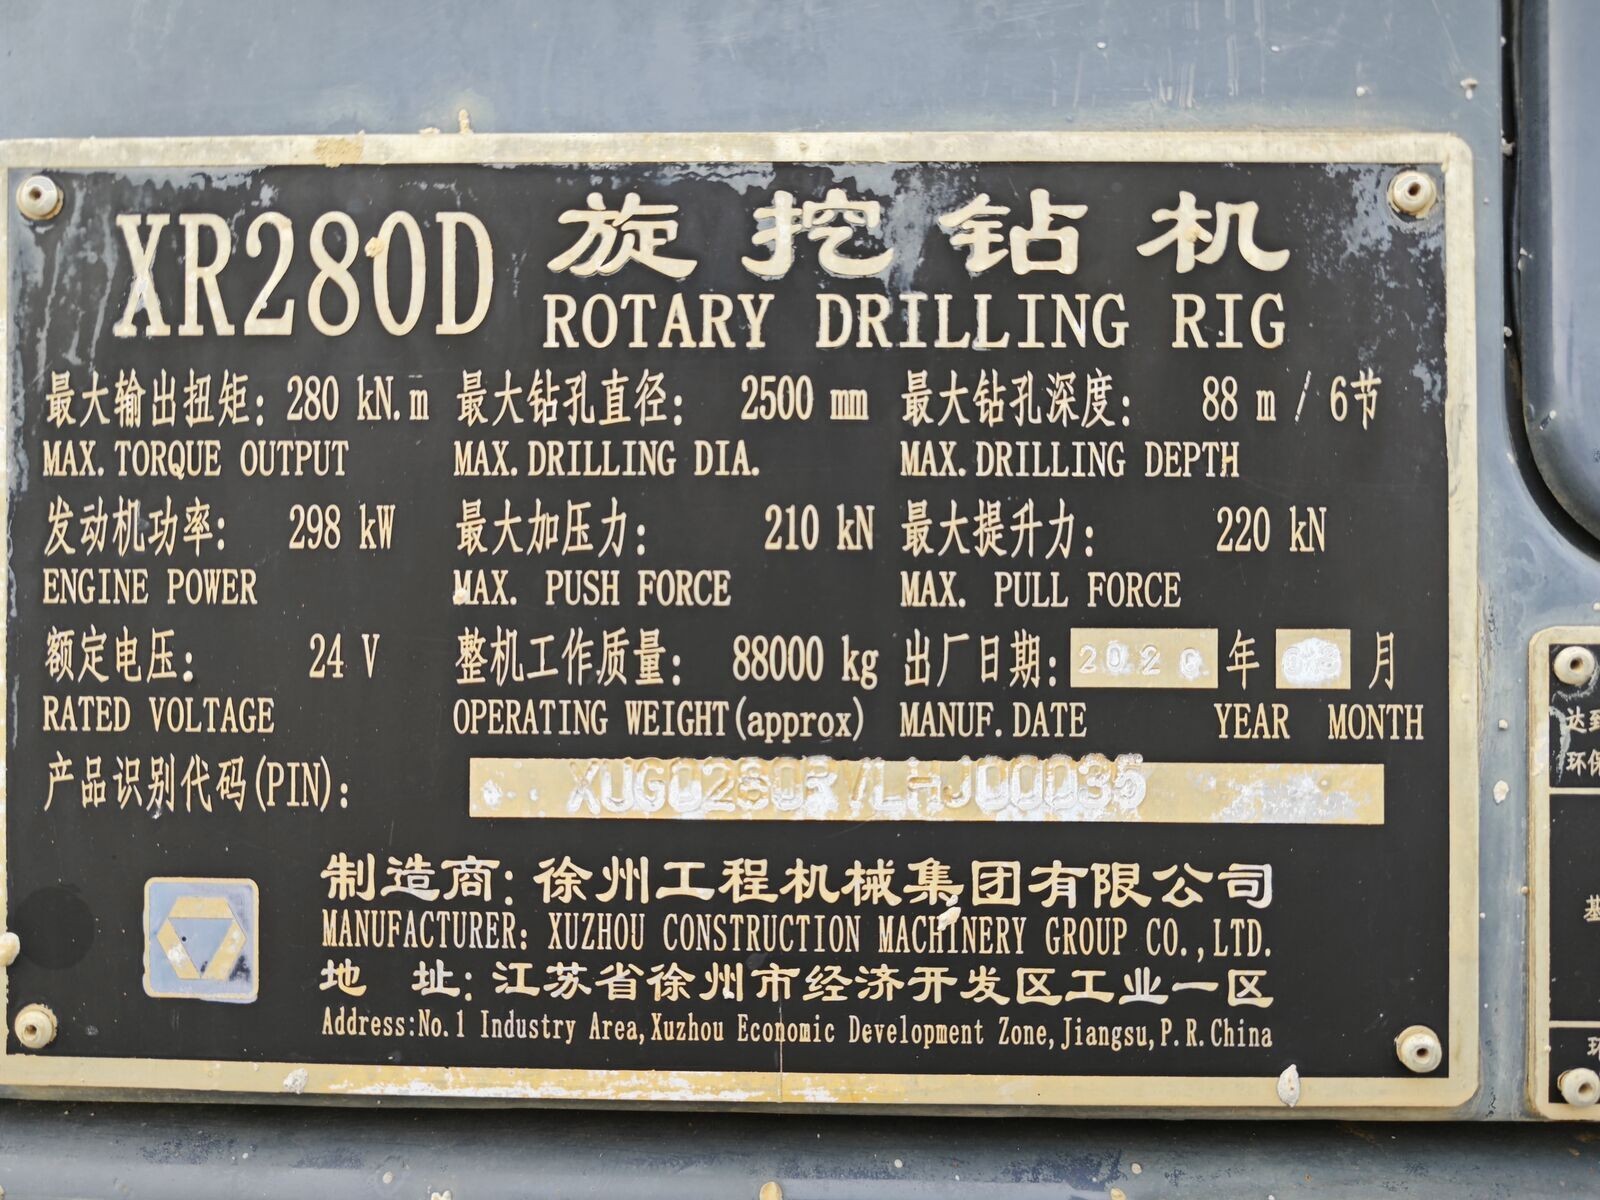 XR280D 旋挖钻机
ROTARY DRILLING RIG
最大输出扭矩: 280 kN.m 最大钻孔直径: 2500 mm 最大钻孔深度: 88 m / 6节
MAX. TORQUE OUTPUT MAX. DRILLING DIA. MAX. DRILLING DEPTH
发动机功率: 298 kW 最大加压力: 210 kN 最大提升力: 220 kN
ENGINE POWER MAX. PUSH FORCE MAX. PULL FORCE
额定电压: 24 V 整机工作质量: 88000 kg 出厂日期: 2020 年 月
RATED VOLTAGE OPERATING WEIGHT(approx) MANUF. DATE YEAR MONTH
产品识别代码(PIN):
制造商: 徐州工程机械集团有限公司
MANUFACTURER: XUZHOU CONSTRUCTION MACHINERY GROUP CO.,LTD.
地 址: 江苏省徐州市经济开发区工业一区
Address:No.1 Industry Area,Xuzhou Economic Development Zone,Jiangsu,P.R.China
达到
环保
基
环